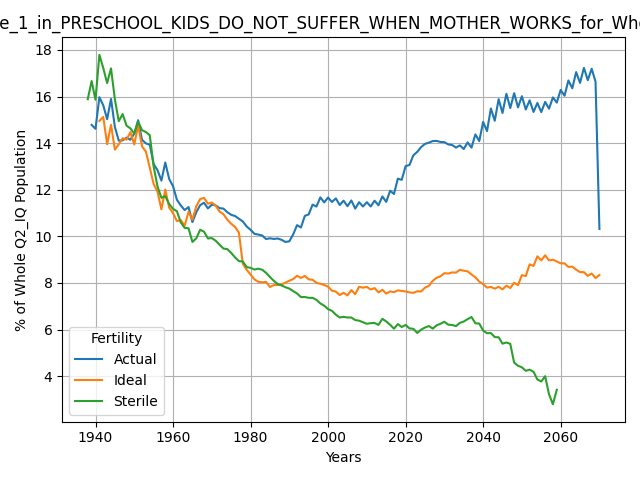 e_1_in_PRESCHOOL_KIDS_DO_NOT_SUFFER_WHEN_MOTHER_WORKS_for_Who
% of Whole Q2_IQ Population
18
16
14
12
10
8
6
4
Fertility
Actual
Ideal
Sterile
1940 1960 1980 2000 2020 2040 2060
Years